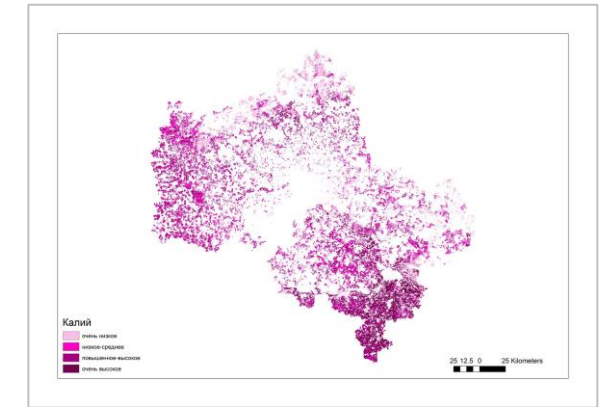 Калий
очень низкое
низкое-среднее
повышенное-высокое
очень высокое
25 12.5 0 25 Kilometers